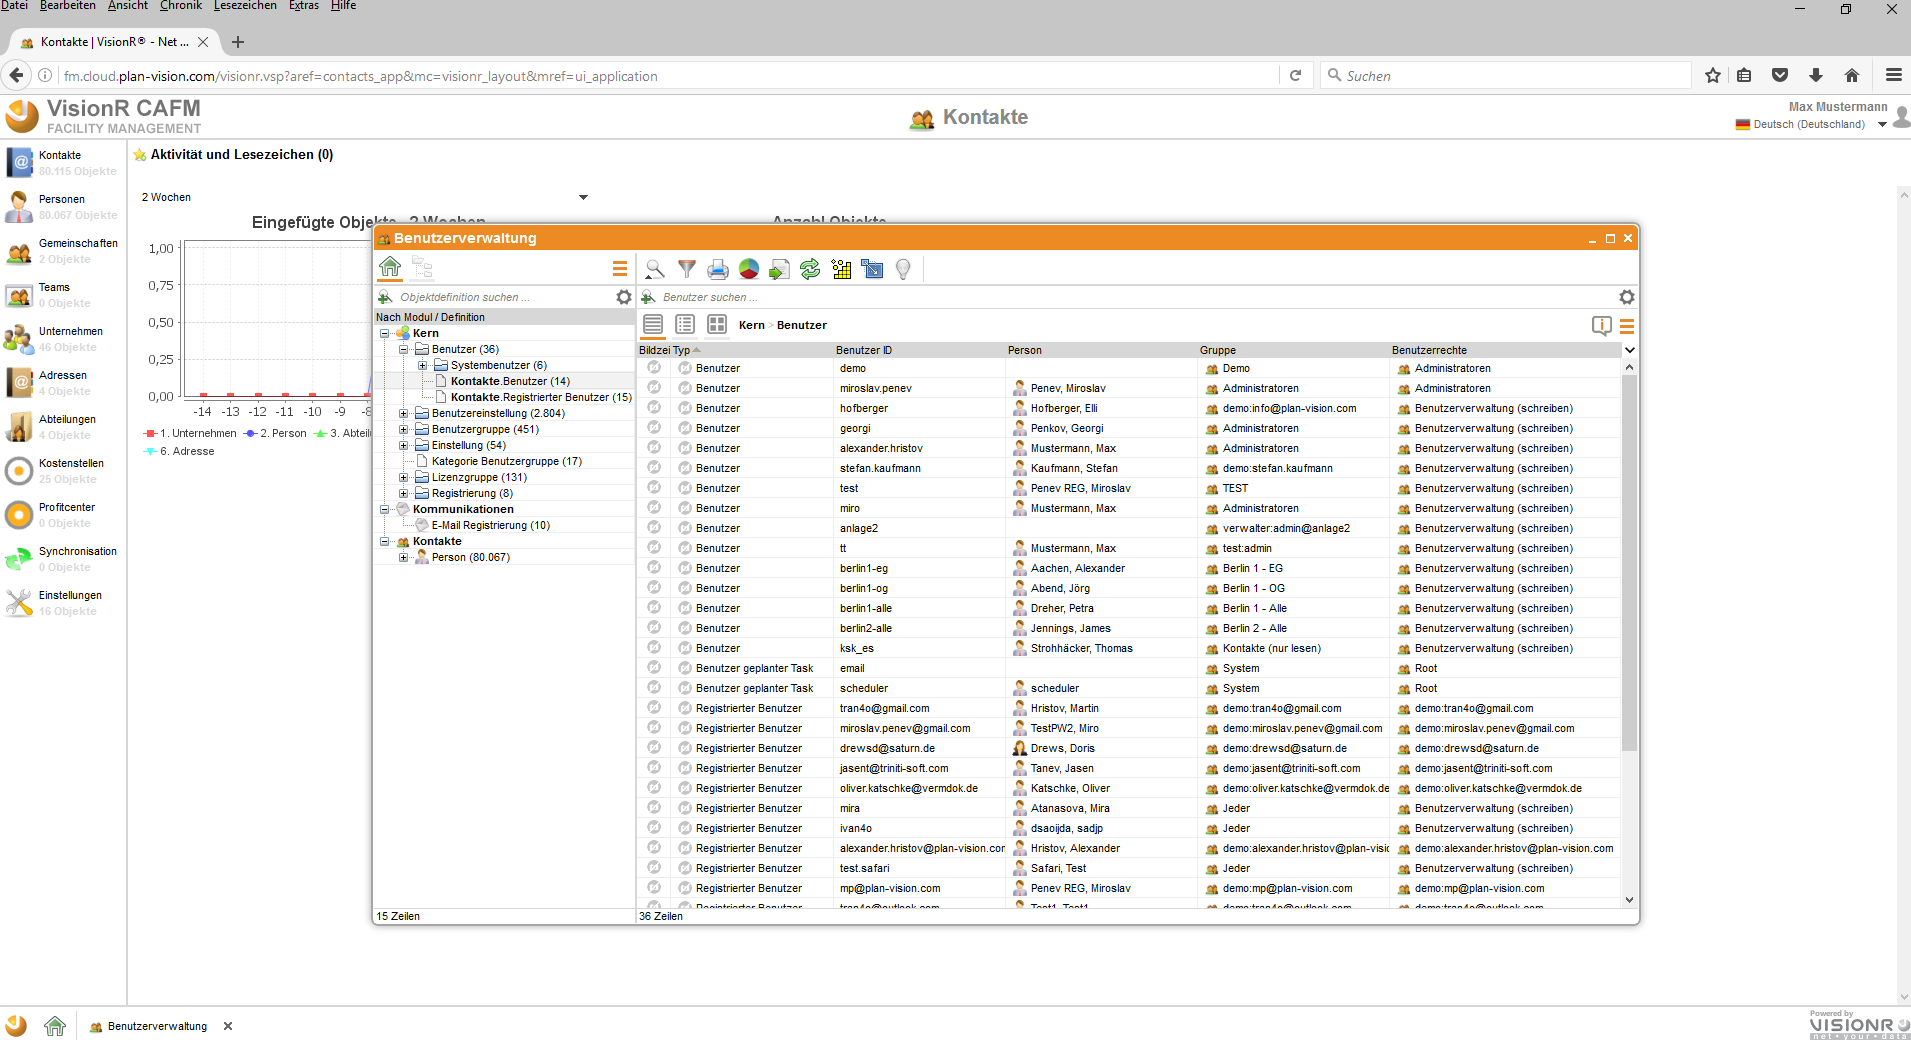 Datei Bearbeiten Ansicht Chronik Lesezeichen Extras Hilfe
Kontakte | VisionR® - Net ...
fm.cloud.plan-vision.com/visionr.vsp?aref=contacts_app&mc=visionr_layout&mref=ui_application
Suchen
VisionR CAFM
FACILITY MANAGEMENT
Kontakte
Max Mustermann
Deutsch (Deutschland)
Kontakte
80.115 Objekte
Personen
80.067 Objekte
Gemeinschaften
2 Objekte
Teams
0 Objekte
Unternehmen
46 Objekte
Adressen
4 Objekte
Abteilungen
4 Objekte
Kostenstellen
25 Objekte
Profitcenter
0 Objekte
Synchronisation
0 Objekte
Einstellungen
16 Objekte
Aktivität und Lesezeichen (0)
2 Wochen
Eingefügte Objekte - 2 Wochen
Anzahl Objekte
1,00
0,75
0,50
0,25
0,00
-14 -13 -12 -11 -10 -9
1. Unternehmen 2. Person 3. Abteil
6. Adresse
Benutzerverwaltung
Objektdefinition suchen ...
Nach Modul / Definition
Kern
Benutzer (36)
Systembenutzer (6)
Kontakte.Benutzer (14)
Kontakte.Registrierter Benutzer (15)
Benutzereinstellung (2.804)
Benutzergruppe (451)
Einstellung (54)
Kategorie Benutzergruppe (17)
Lizenzgruppe (131)
Registrierung (8)
Kommunikationen
E-Mail Registrierung (10)
Kontakte
Person (80.067)
15 Zeilen
Benutzer suchen ...
Kern > Benutzer
Bildzei Typ Benutzer ID Person Gruppe Benutzerrechte
Benutzer demo Demo Administratoren
Benutzer miroslav.penev Penev, Miroslav Administratoren Administratoren
Benutzer hofberger Hofberger, Elli demo:info@plan-vision.com Benutzerverwaltung (schreiben)
Benutzer georgi Penkov, Georgi Administratoren Benutzerverwaltung (schreiben)
Benutzer alexander.hristov Mustermann, Max Administratoren Benutzerverwaltung (schreiben)
Benutzer stefan.kaufmann Kaufmann, Stefan demo:stefan.kaufmann Benutzerverwaltung (schreiben)
Benutzer test Penev REG, Miroslav TEST Benutzerverwaltung (schreiben)
Benutzer miro Mustermann, Max Administratoren Benutzerverwaltung (schreiben)
Benutzer anlage2 verwalter:admin@anlage2 Benutzerverwaltung (schreiben)
Benutzer tt Mustermann, Max test:admin Benutzerverwaltung (schreiben)
Benutzer berlin1-eg Aachen, Alexander Berlin 1 - EG Benutzerverwaltung (schreiben)
Benutzer berlin1-og Abend, Jörg Berlin 1 - OG Benutzerverwaltung (schreiben)
Benutzer berlin1-alle Dreher, Petra Berlin 1 - Alle Benutzerverwaltung (schreiben)
Benutzer berlin2-alle Jennings, James Berlin 2 - Alle Benutzerverwaltung (schreiben)
Benutzer ksk_es Strohhäcker, Thomas Kontakte (nur lesen) Benutzerverwaltung (schreiben)
Benutzer geplanter Task email System Root
Benutzer geplanter Task scheduler scheduler System Root
Registrierter Benutzer tran4o@gmail.com Hristov, Martin demo:tran4o@gmail.com demo:tran4o@gmail.com
Registrierter Benutzer miroslav.penev@gmail.com TestPW2, Miro demo:miroslav.penev@gmail.com demo:miroslav.penev@gmail.com
Registrierter Benutzer drewsd@saturn.de Drews, Doris demo:drewsd@saturn.de demo:drewsd@saturn.de
Registrierter Benutzer jasent@triniti-soft.com Tanev, Jasen demo:jasent@triniti-soft.com demo:jasent@triniti-soft.com
Registrierter Benutzer oliver.katschke@vermdok.de Katschke, Oliver demo:oliver.katschke@vermdok.de demo:oliver.katschke@vermdok.de
Registrierter Benutzer mira Atanasova, Mira Jeder Benutzerverwaltung (schreiben)
Registrierter Benutzer ivan4o dsaoijda, sadjp Jeder Benutzerverwaltung (schreiben)
Registrierter Benutzer alexander.hristov@plan-vision.cor Hristov, Alexander demo:alexander.hristov@plan-visi demo:alexander.hristov@plan-vision.com
Registrierter Benutzer test.safari Safari, Test Jeder Benutzerverwaltung (schreiben)
Registrierter Benutzer mp@plan-vision.com Penev REG, Miroslav demo:mp@plan-vision.com demo:mp@plan-vision.com
Registrierter Benutzer tran4o@outlook.com Test1, Test1 demo:tran4o@outlook.com demo:tran4o@outlook.com
36 Zeilen
Benutzerverwaltung
Powered by
VISIONR
net·your·data